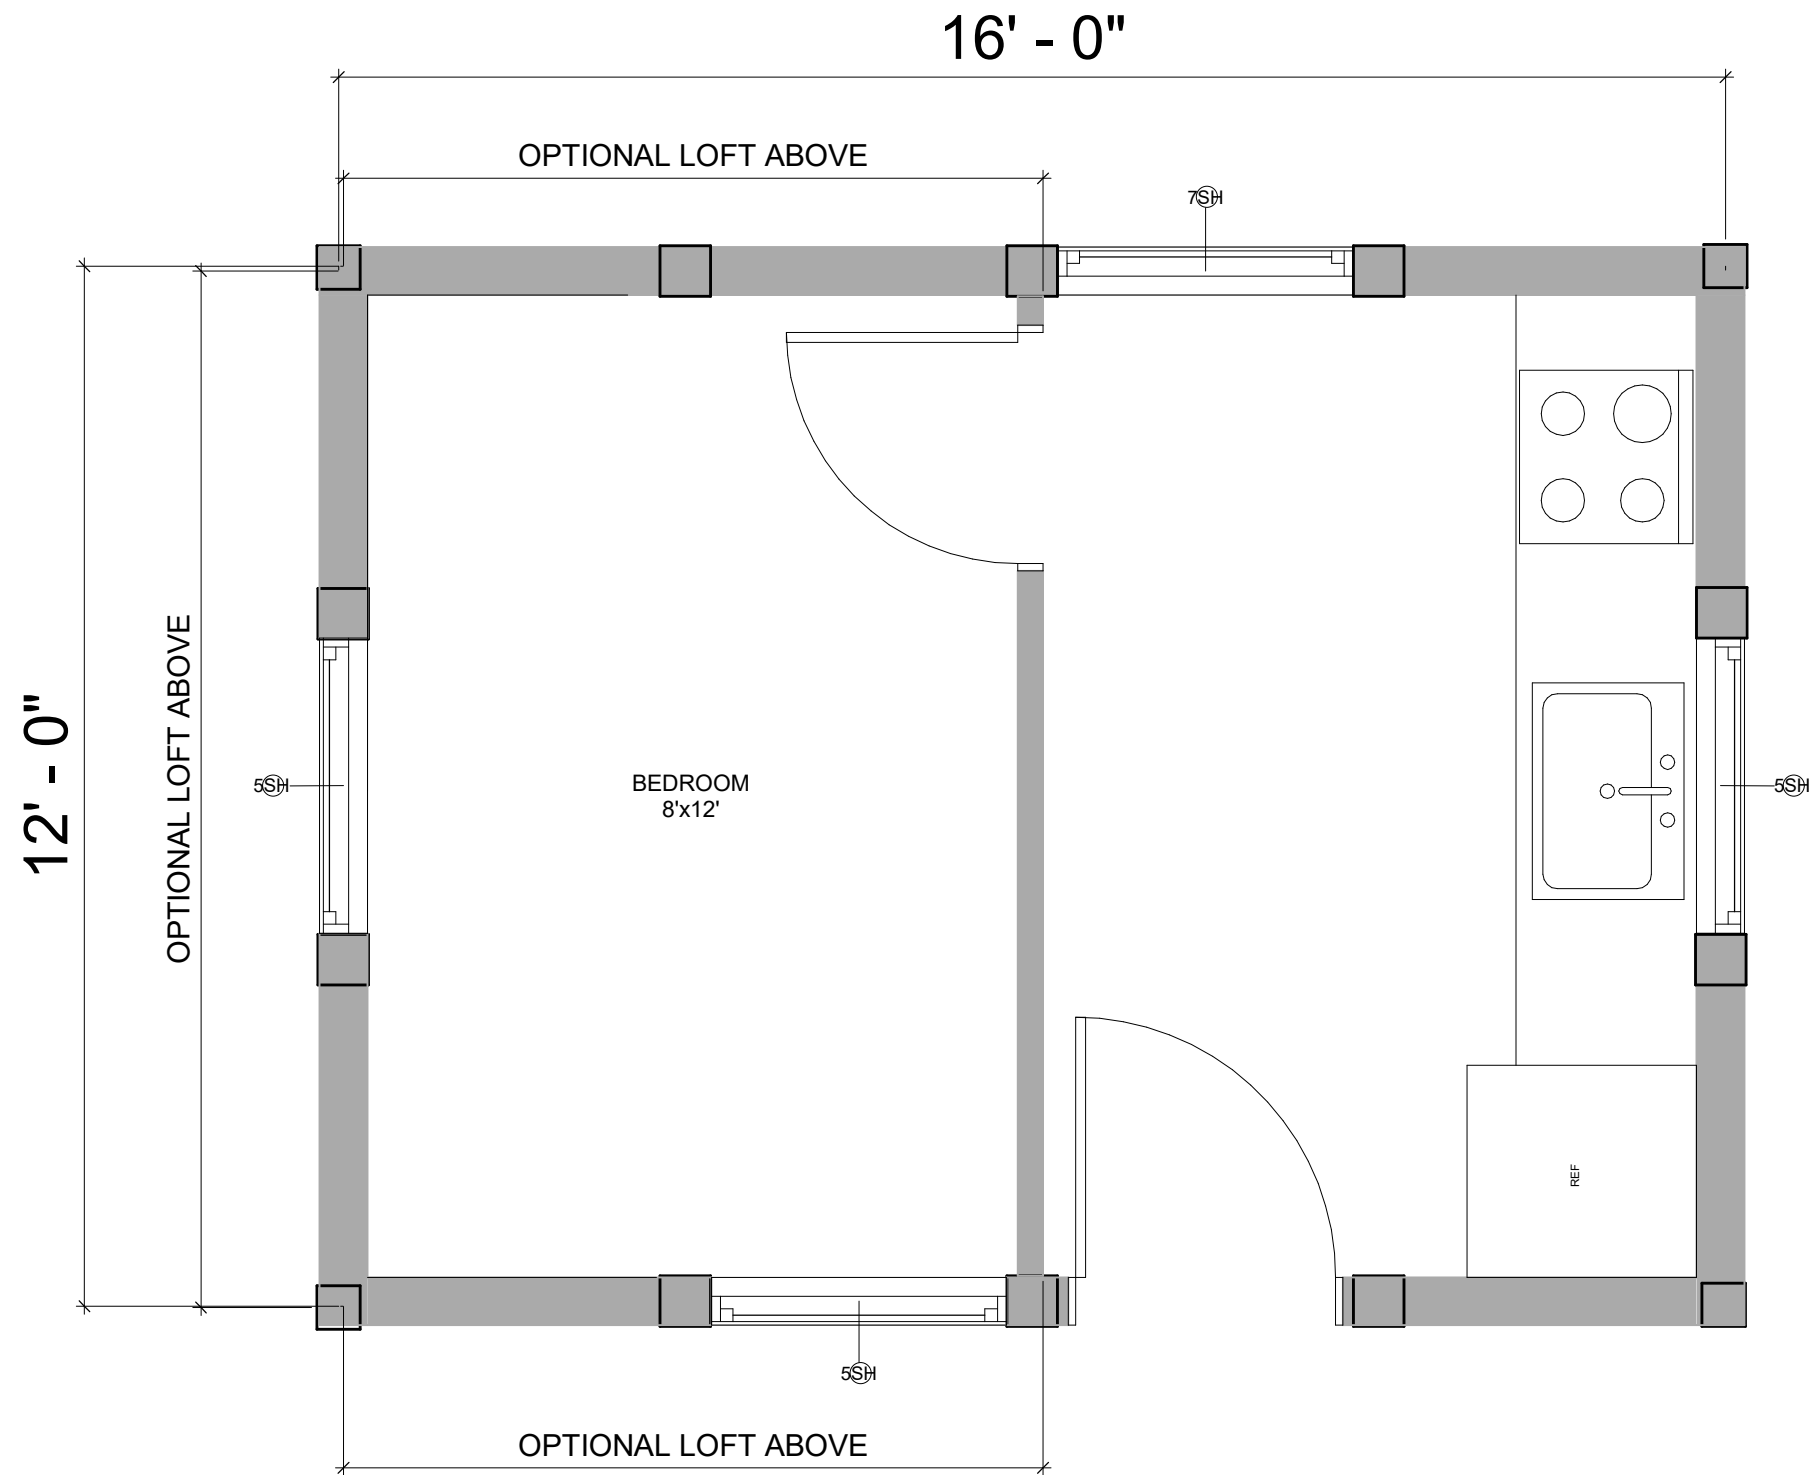 16' - 0"
OPTIONAL LOFT ABOVE
7SH
12' - 0"
OPTIONAL LOFT ABOVE
5SH
BEDROOM
8'x12'
5SH
REF
5SH
OPTIONAL LOFT ABOVE